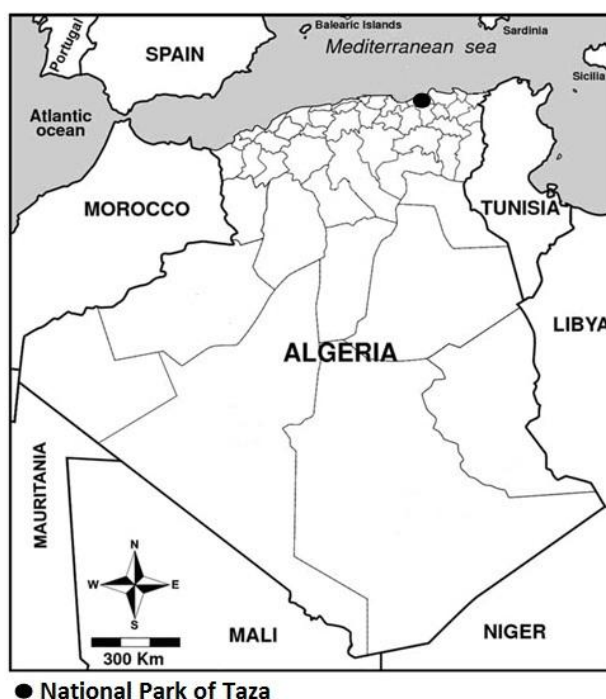 Balearic Islands
Sardinia
Portugal
SPAIN
Mediterranean sea
Sicilia
Atlantic
ocean
MOROCCO
TUNISIA
LIBYA
ALGERIA
MAURITANIA
N
W
E
S
300 Km
MALI
NIGER
National Park of Taza